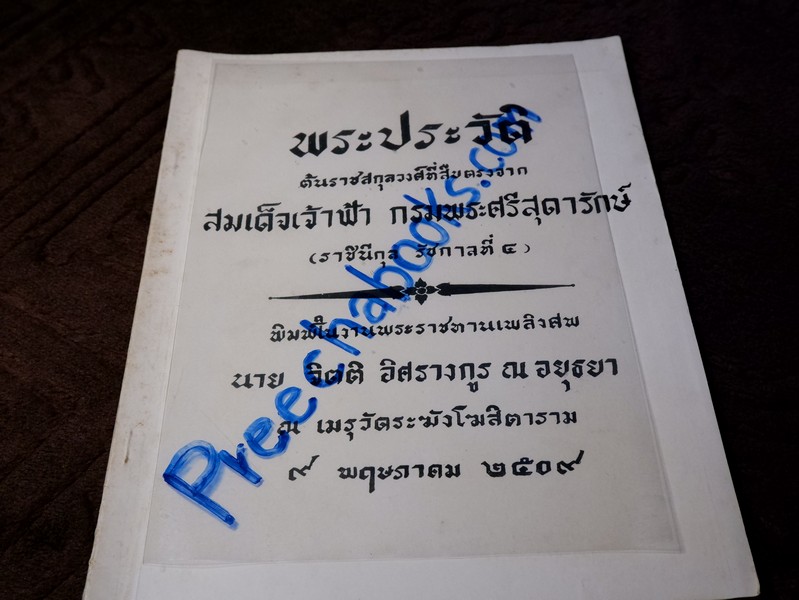 พระประวัติ
ต้นราชสกุลวงศ์ที่สืบตรงจาก
สมเด็จเจ้าฟ้า กรมพระศรีสุดารักษ์
(ราชินีกุล รัชกาลที่ ๔)
พิมพ์ในงานพระราชทานเพลิงศพ
นาย จิตติ อิศรางกูร ณ อยุธยา
ณ เมรุวัดระฆังโฆสิตาราม
๙ พฤษภาคม ๒๕๐๙
Preechabooks.com